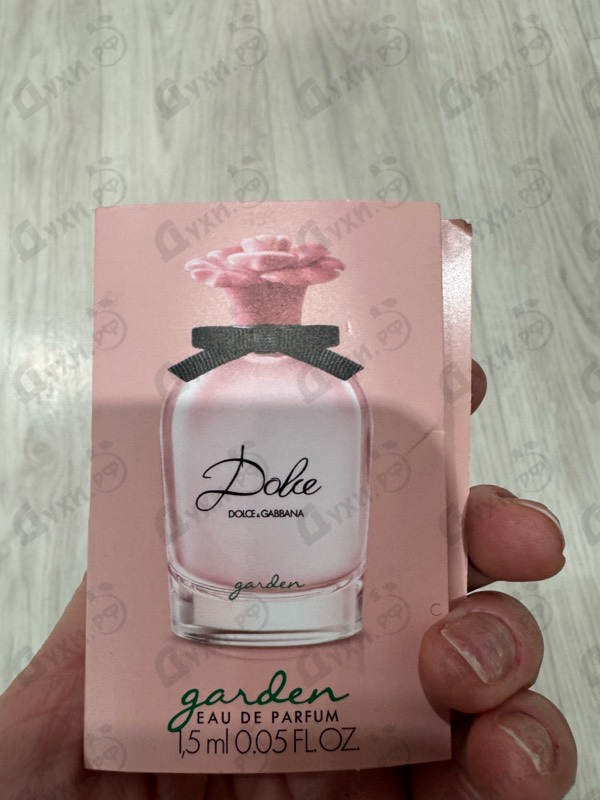 Dolce
DOLCE & GABBANA
garden
garden
EAU DE PARFUM
1,5 ml 0.05 FL.OZ.
C
Духи.рф